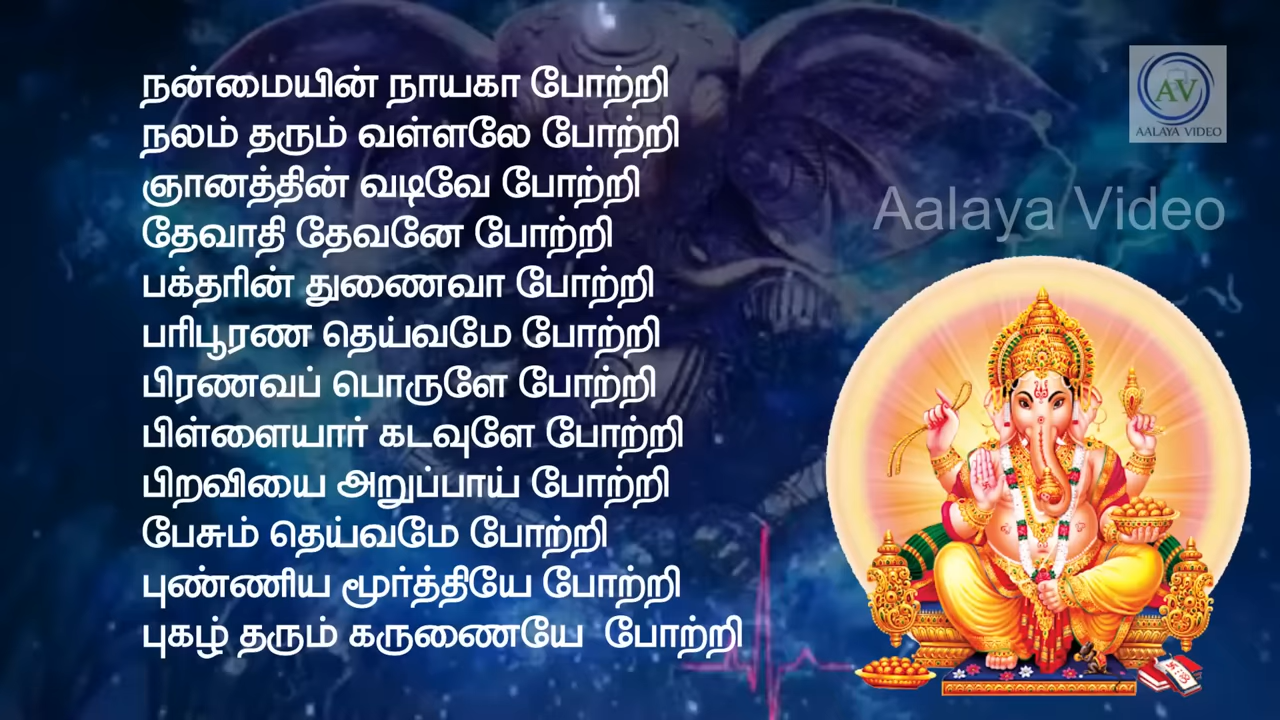 நன்மையின் நாயகா போற்றி
நலம் தரும் வள்ளலே போற்றி
ஞானத்தின் வடிவே போற்றி
தேவாதி தேவனே போற்றி
பக்தரின் துணைவா போற்றி
பரிபூரண தெய்வமே போற்றி
பிரணவப் பொருளே போற்றி
பிள்ளையார் கடவுளே போற்றி
பிறவியை அறுப்பாய் போற்றி
பேசும் தெய்வமே போற்றி
புண்ணிய மூர்த்தியே போற்றி
புகழ் தரும் கருணையே போற்றி
AV
AALAYA VIDEO
Aalaya Video